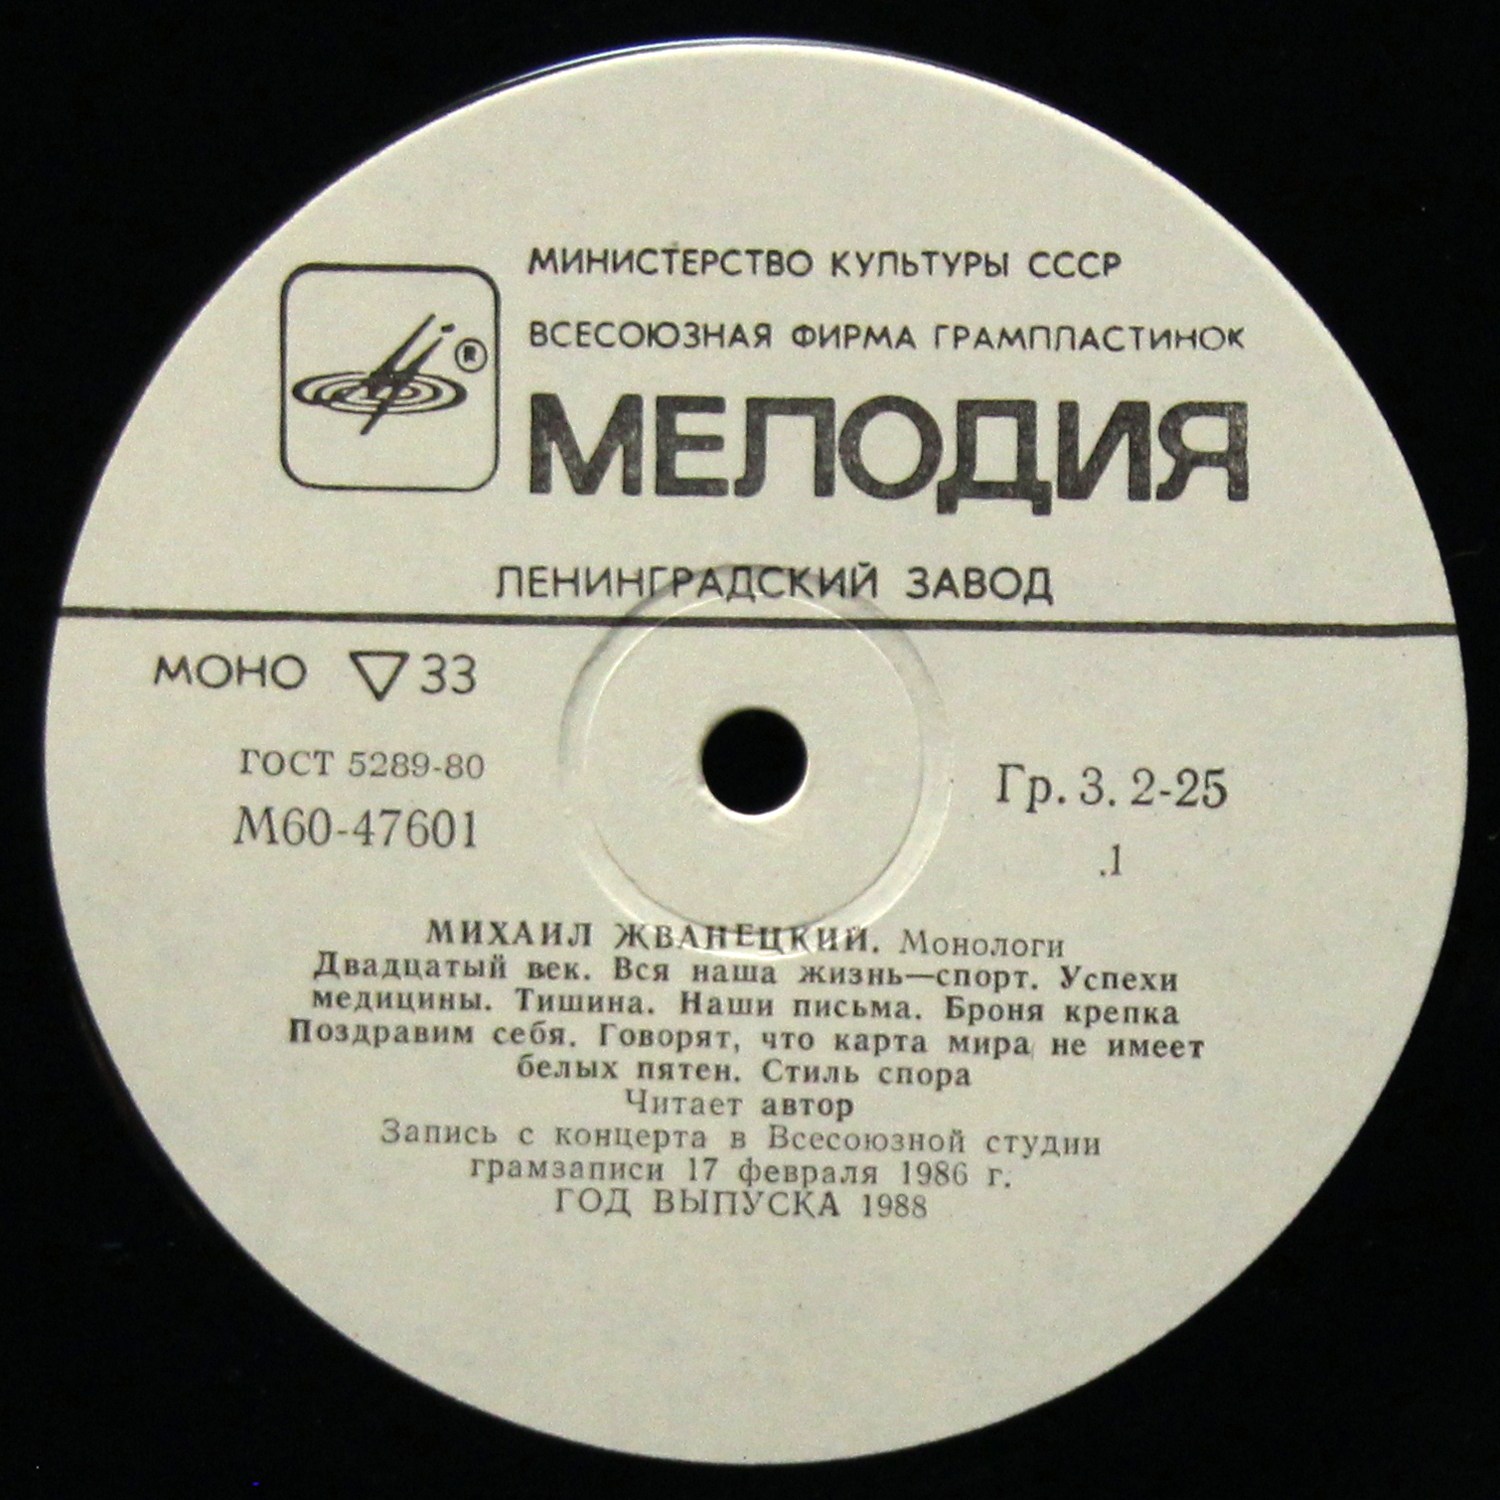 МИНИСТЕРСТВО КУЛЬТУРЫ СССР
ВСЕСОЮЗНАЯ ФИРМА ГРАМПЛАСТИНОК
®
МЕЛОДИЯ
ЛЕНИНГРАДСКИЙ ЗАВОД
МОНО ▽ 33
ГОСТ 5289-80
М60-47601
Гр. 3. 2-25
.1
МИХАИЛ ЖВАНЕЦКИЙ. Монологи
Двадцатый век. Вся наша жизнь—спорт. Успехи
медицины. Тишина. Наши письма. Броня крепка
Поздравим себя. Говорят, что карта мира не имеет
белых пятен. Стиль спора
Читает автор
Запись с концерта в Всесоюзной студии
грамзаписи 17 февраля 1986 г.
ГОД ВЫПУСКА 1988